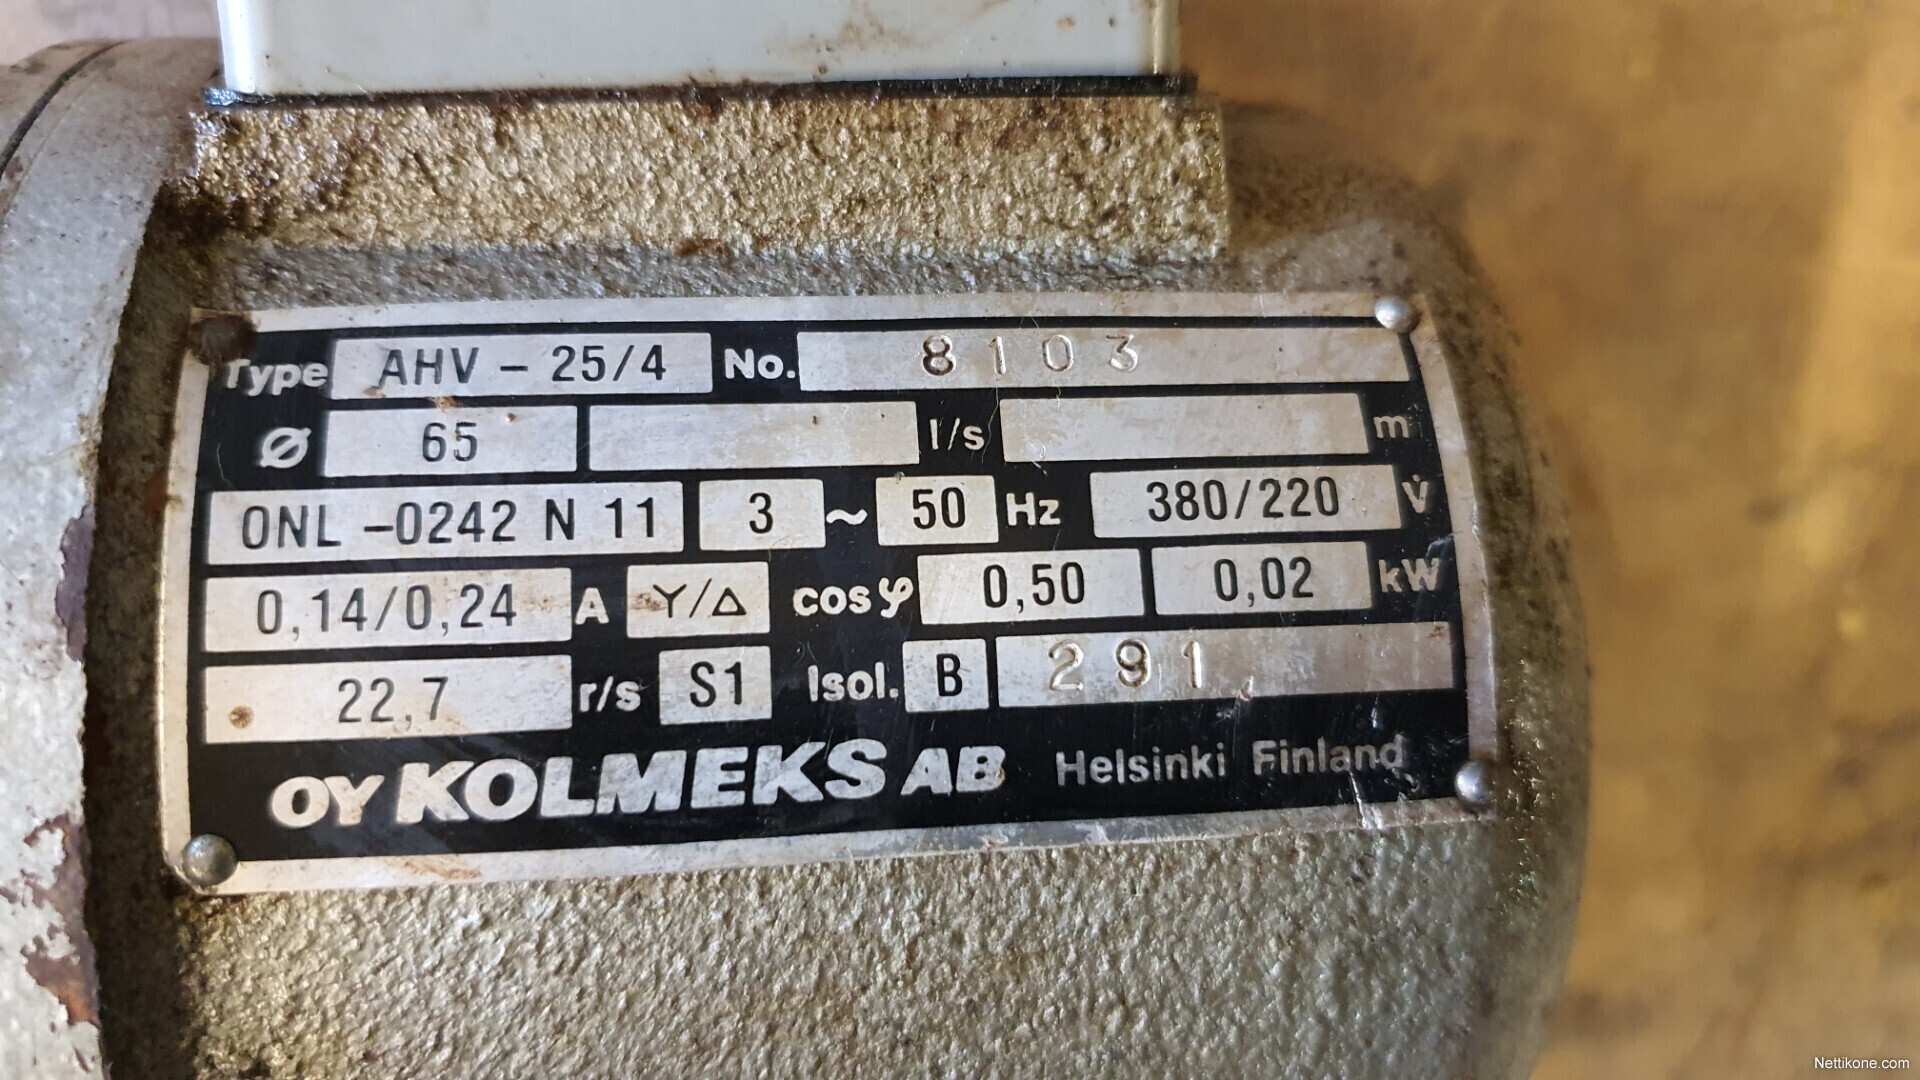 Type AHV - 25/4 No. 8103
Ø 65 l/s m
ONL -0242 N 11 3 ~ 50 Hz 380/220 V
0,14/0,24 A Y/Δ cosφ 0,50 0,02 kW
22,7 r/s S1 Isol. B 291
OY KOLMEKS AB Helsinki Finland
Nettikone.com